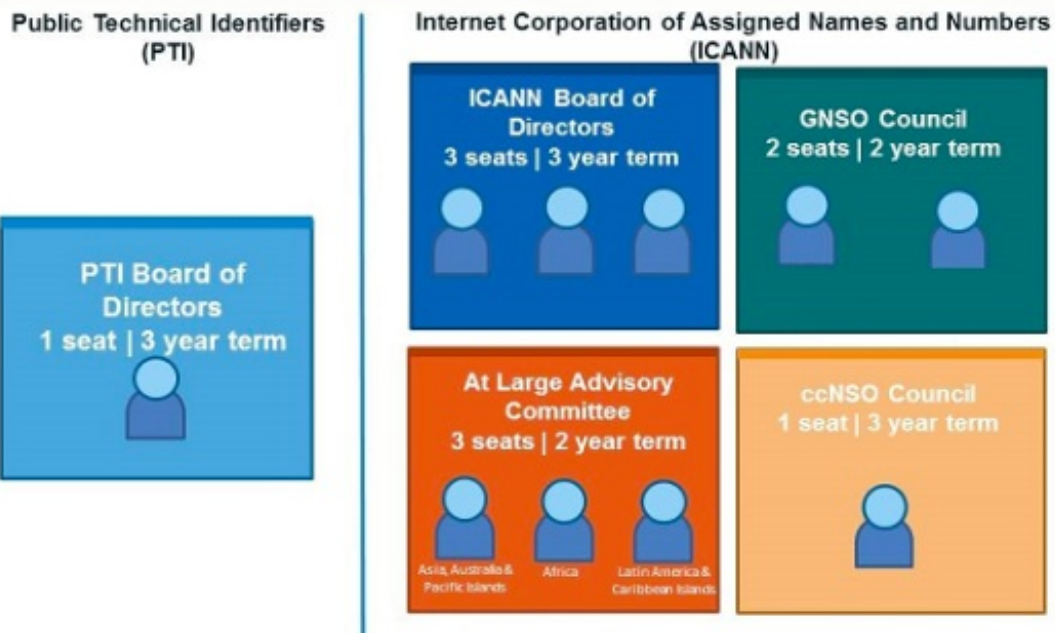 Public Technical Identifiers
(PTI)
Internet Corporation of Assigned Names and Numbers
(ICANN)
PTI Board of
Directors
1 seat | 3 year term
ICANN Board of
Directors
3 seats | 3 year term
GNSO Council
2 seats | 2 year term
At Large Advisory
Committee
3 seats | 2 year term
Asia, Australia &
Pacific Islands
Africa
Latin America &
Caribbean Islands
ccNSO Council
1 seat | 3 year term